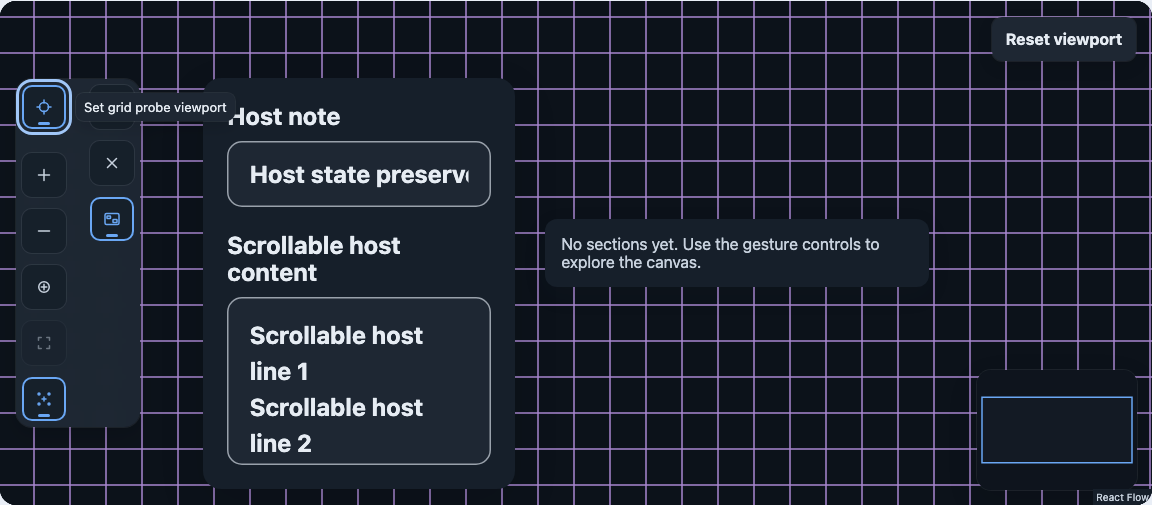 Reset viewport
Set grid probe viewport
Host note
Host state preserv
Scrollable host
content
Scrollable host
line 1
Scrollable host
line 2
No sections yet. Use the gesture controls to
explore the canvas.
React Flow